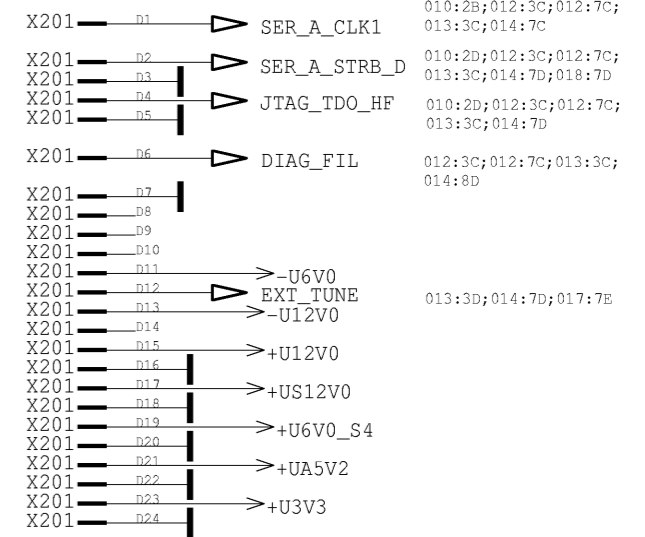 010:2B;012:3C;012:7C;
X201 D1 SER_A_CLK1 013:3C;014:7C
X201 D2 SER_A_STRB_D 010:2D;012:3C;012:7C;
X201 D3 013:3C;014:7D;018:7D
X201 D4 JTAG_TDO_HF 010:2D;012:3C;012:7C;
X201 D5 013:3C;014:7D
X201 D6 DIAG_FIL 012:3C;012:7C;013:3C;
014:8D
X201 D7
X201 D8
X201 D9
X201 D10
X201 D11 -U6V0
X201 D12 EXT_TUNE 013:3D;014:7D;017:7E
X201 D13 -U12V0
X201 D14
X201 D15 +U12V0
X201 D16
X201 D17 +US12V0
X201 D18
X201 D19 +U6V0_S4
X201 D20
X201 D21 +UA5V2
X201 D22
X201 D23 +U3V3
X201 D24